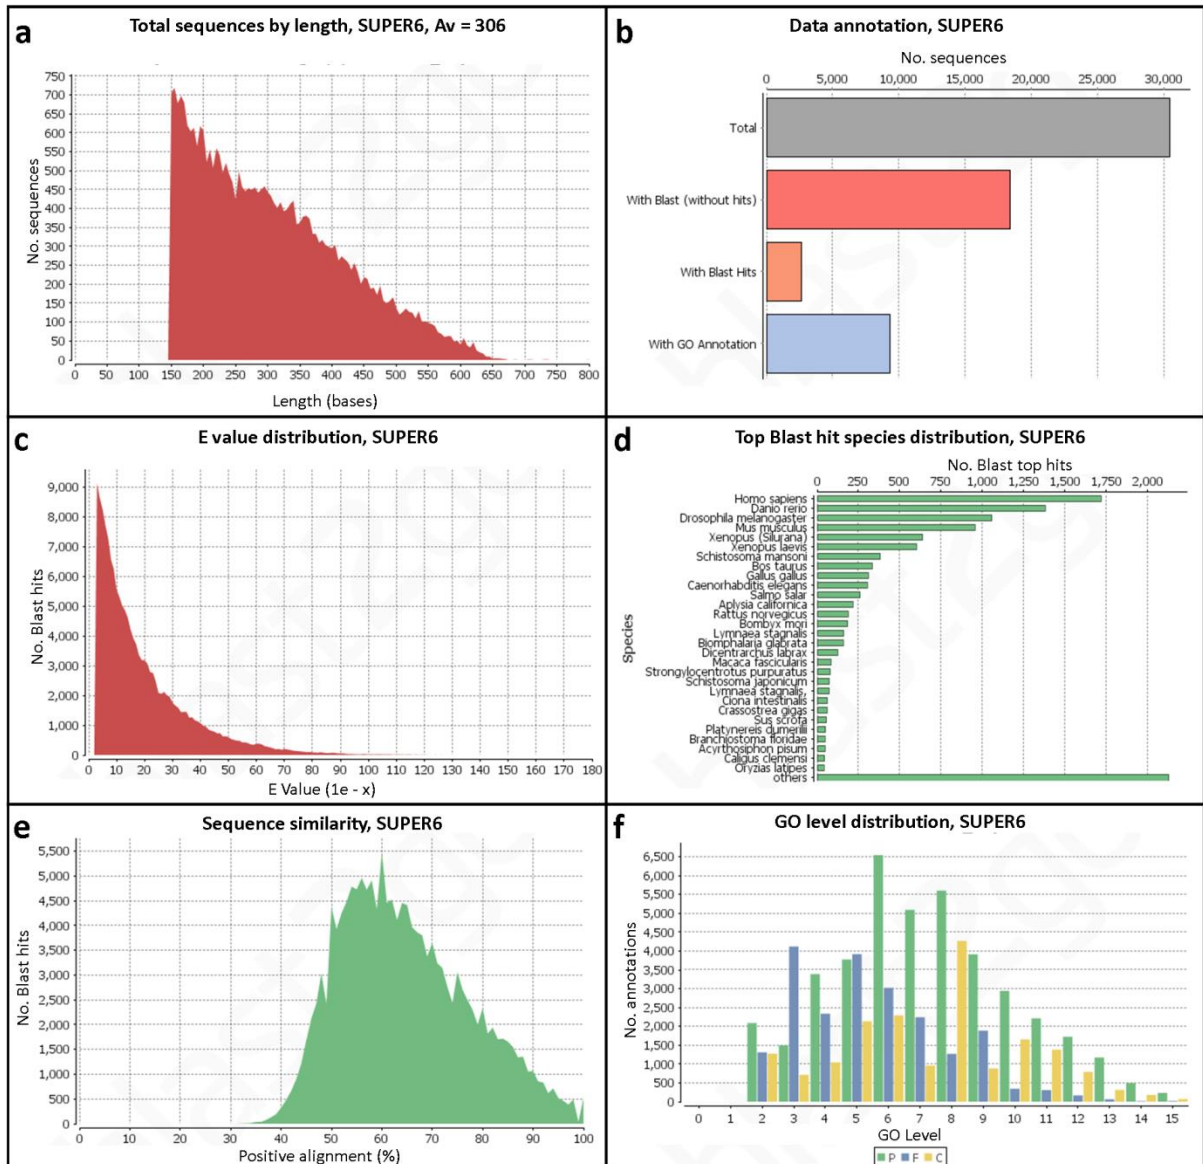 a
Total sequences by length, SUPER6, Av = 306
No. sequences
750
700
650
600
550
500
450
400
350
300
250
200
150
100
50
0
0 50 100 150 200 250 300 350 400 450 500 550 600 650 700 750 800
Length (bases)
b
Data annotation, SUPER6
No. sequences
0 5,000 10,000 15,000 20,000 25,000 30,000
Total
With Blast (without hits)
With Blast Hits
With GO Annotation
c
E value distribution, SUPER6
No. Blast hits
9,000
8,000
7,000
6,000
5,000
4,000
3,000
2,000
1,000
0
0 10 20 30 40 50 60 70 80 90 100 110 120 130 140 150 160 170 180
E Value (1e - x)
d
Top Blast hit species distribution, SUPER6
No. Blast top hits
0 250 500 750 1,000 1,250 1,500 1,750 2,000
Species
Homo sapiens
Danio rerio
Drosophila melanogaster
Mus musculus
Xenopus (Silurana)
Xenopus laevis
Schistosoma mansoni
Bos taurus
Gallus gallus
Caenorhabditis elegans
Salmo salar
Aplysia californica
Rattus norvegicus
Bombyx mori
Lymnaea stagnalis
Biomphalaria glabrata
Dicentrarchus labrax
Macaca fascicularis
Strongylocentrotus purpuratus
Schistosoma japonicum
Lymnaea stagnalis,
Ciona intestinalis
Crassostrea gigas
Sus scrofa
Platynereis dumerilii
Branchiostoma floridae
Acyrthosiphon pisum
Caligus clemensi
Oryzias latipes
others
e
Sequence similarity, SUPER6
No. Blast hits
5,500
5,000
4,500
4,000
3,500
3,000
2,500
2,000
1,500
1,000
500
0
0 10 20 30 40 50 60 70 80 90 100
Positive alignment (%)
f
GO level distribution, SUPER6
No. annotations
6,500
6,000
5,500
5,000
4,500
4,000
3,500
3,000
2,500
2,000
1,500
1,000
500
0
0 1 2 3 4 5 6 7 8 9 10 11 12 13 14 15
GO Level
P F C